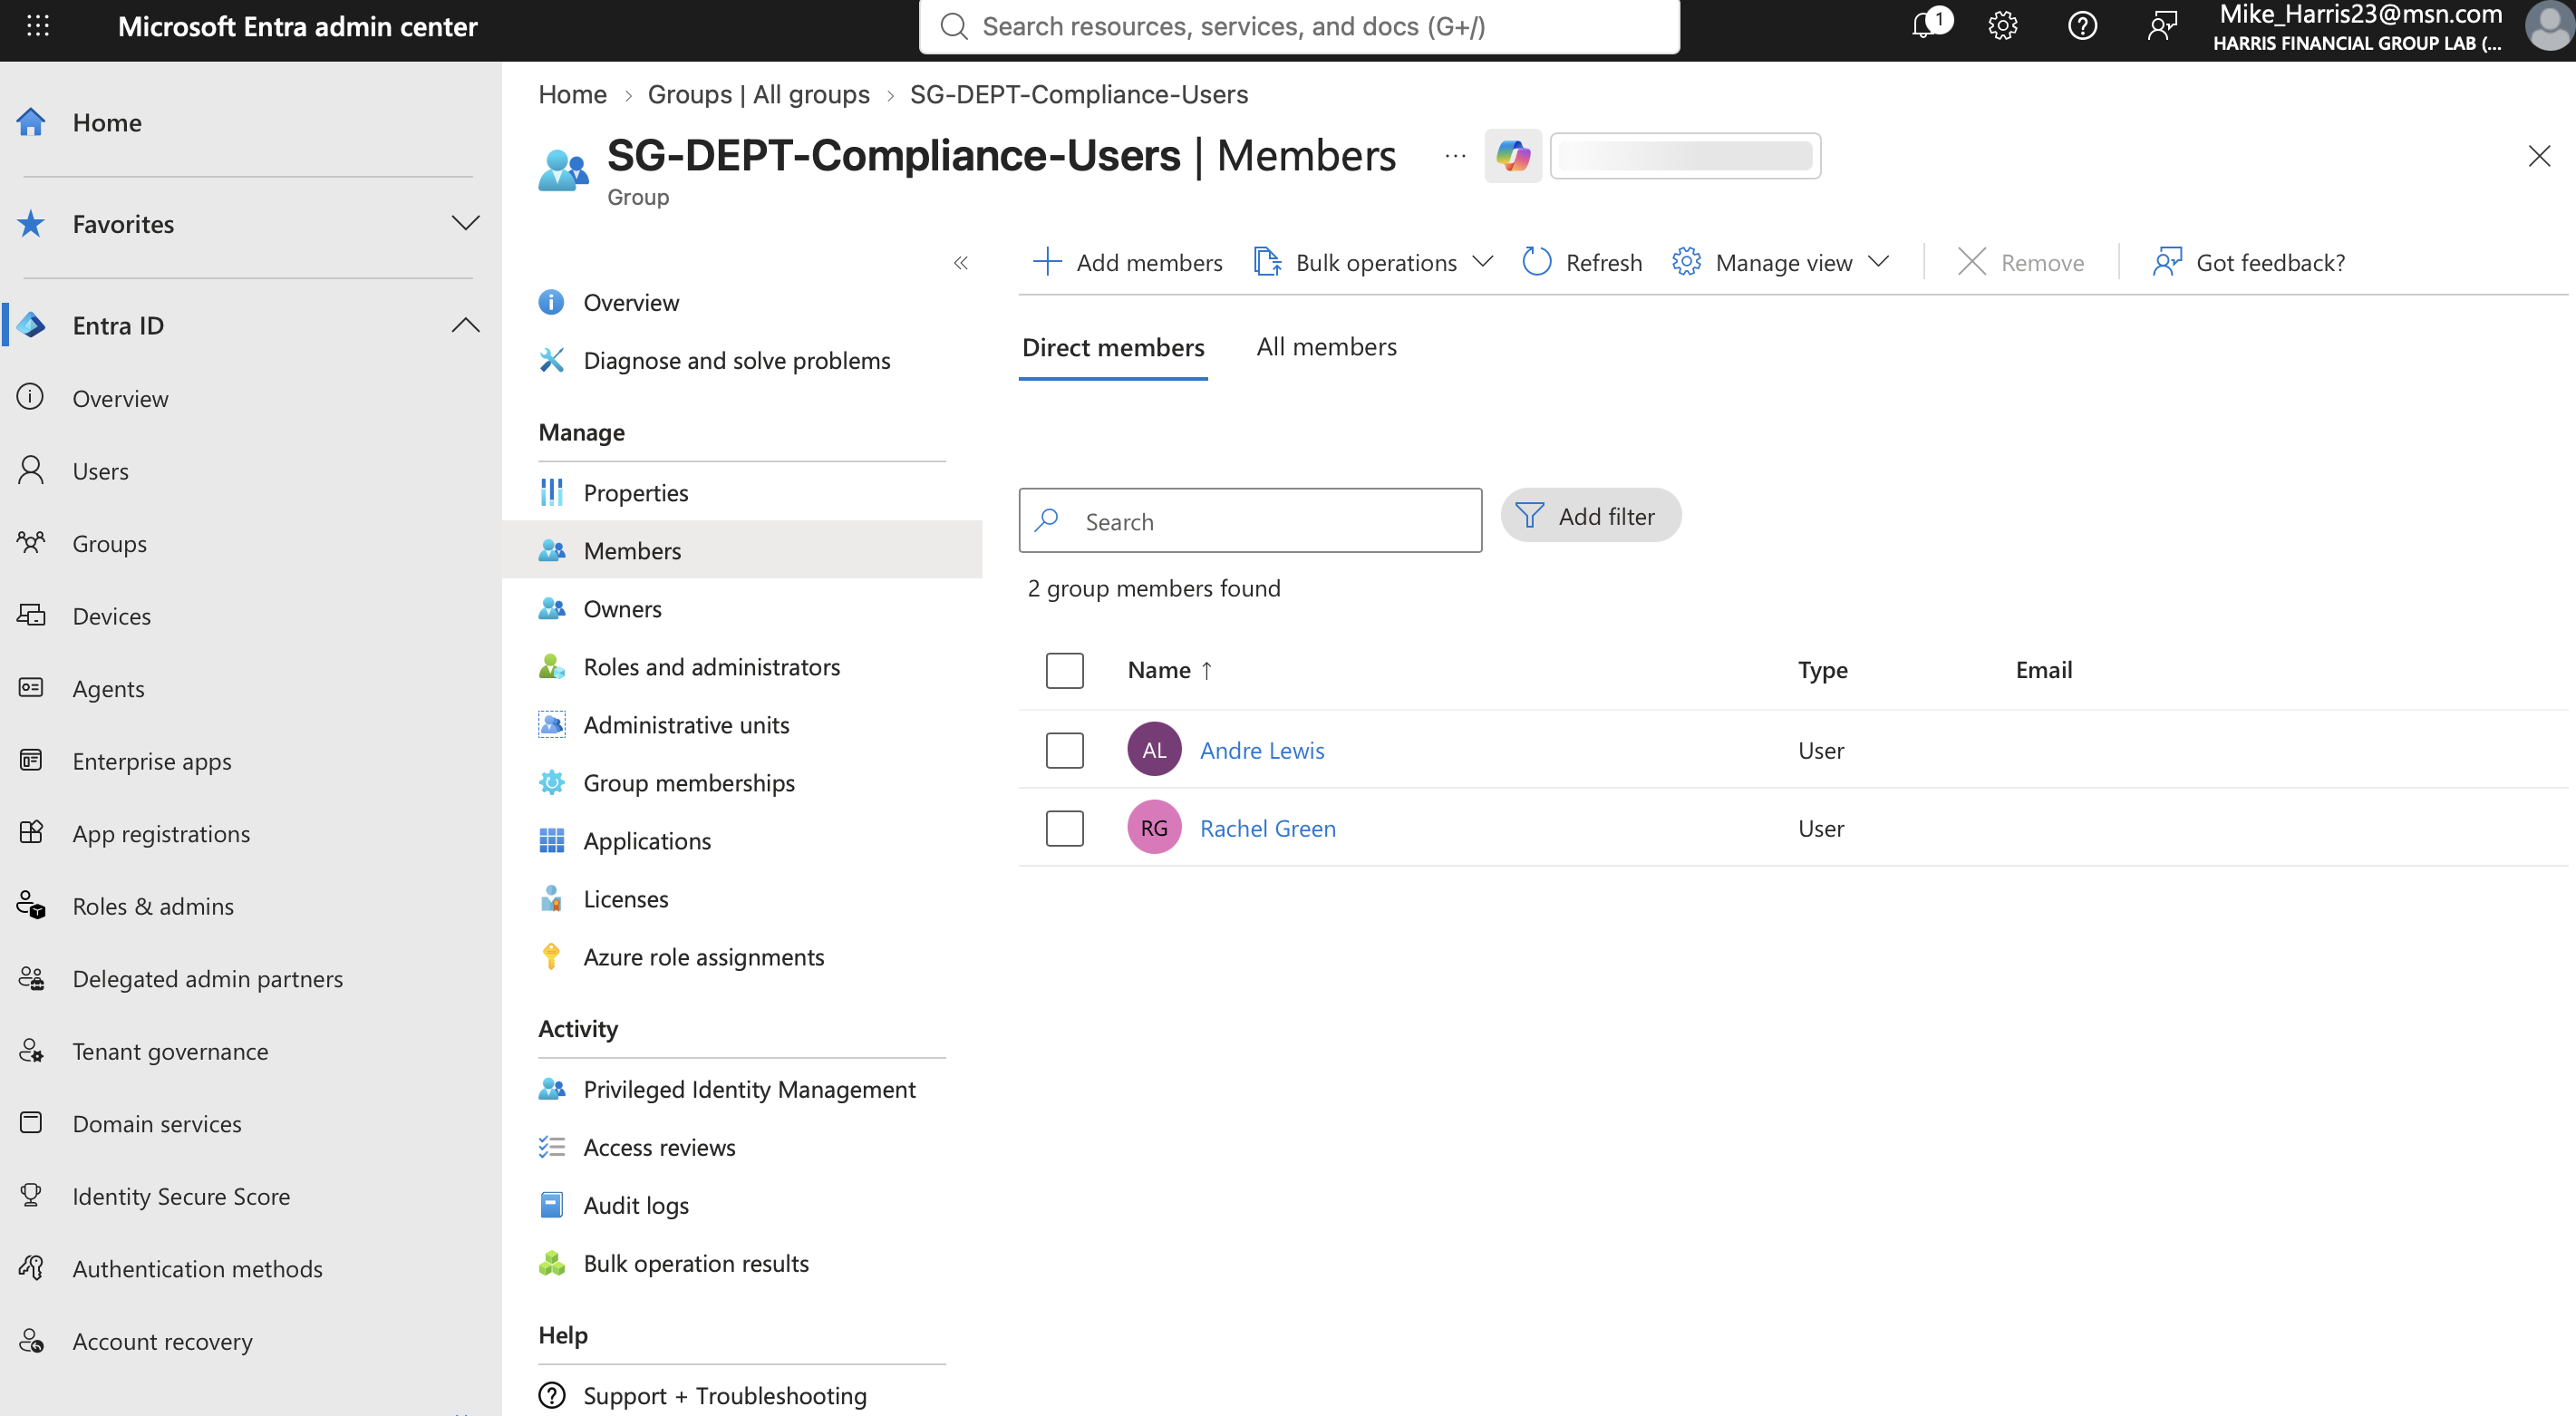 Microsoft Entra admin center
Search resources, services, and docs (G+/)
1
Mike_Harris23@msn.com
HARRIS FINANCIAL GROUP LAB (...
Home
Favorites
Entra ID
Overview
Users
Groups
Devices
Agents
Enterprise apps
App registrations
Roles & admins
Delegated admin partners
Tenant governance
Domain services
Identity Secure Score
Authentication methods
Account recovery
Home > Groups | All groups > SG-DEPT-Compliance-Users
SG-DEPT-Compliance-Users | Members ...
Group
Overview
Diagnose and solve problems
Manage
Properties
Members
Owners
Roles and administrators
Administrative units
Group memberships
Applications
Licenses
Azure role assignments
Activity
Privileged Identity Management
Access reviews
Audit logs
Bulk operation results
Help
Support + Troubleshooting
Add members Bulk operations Refresh Manage view Remove Got feedback?
Direct members All members
Search Add filter
2 group members found
Name ↑ Type Email
AL Andre Lewis User
RG Rachel Green User